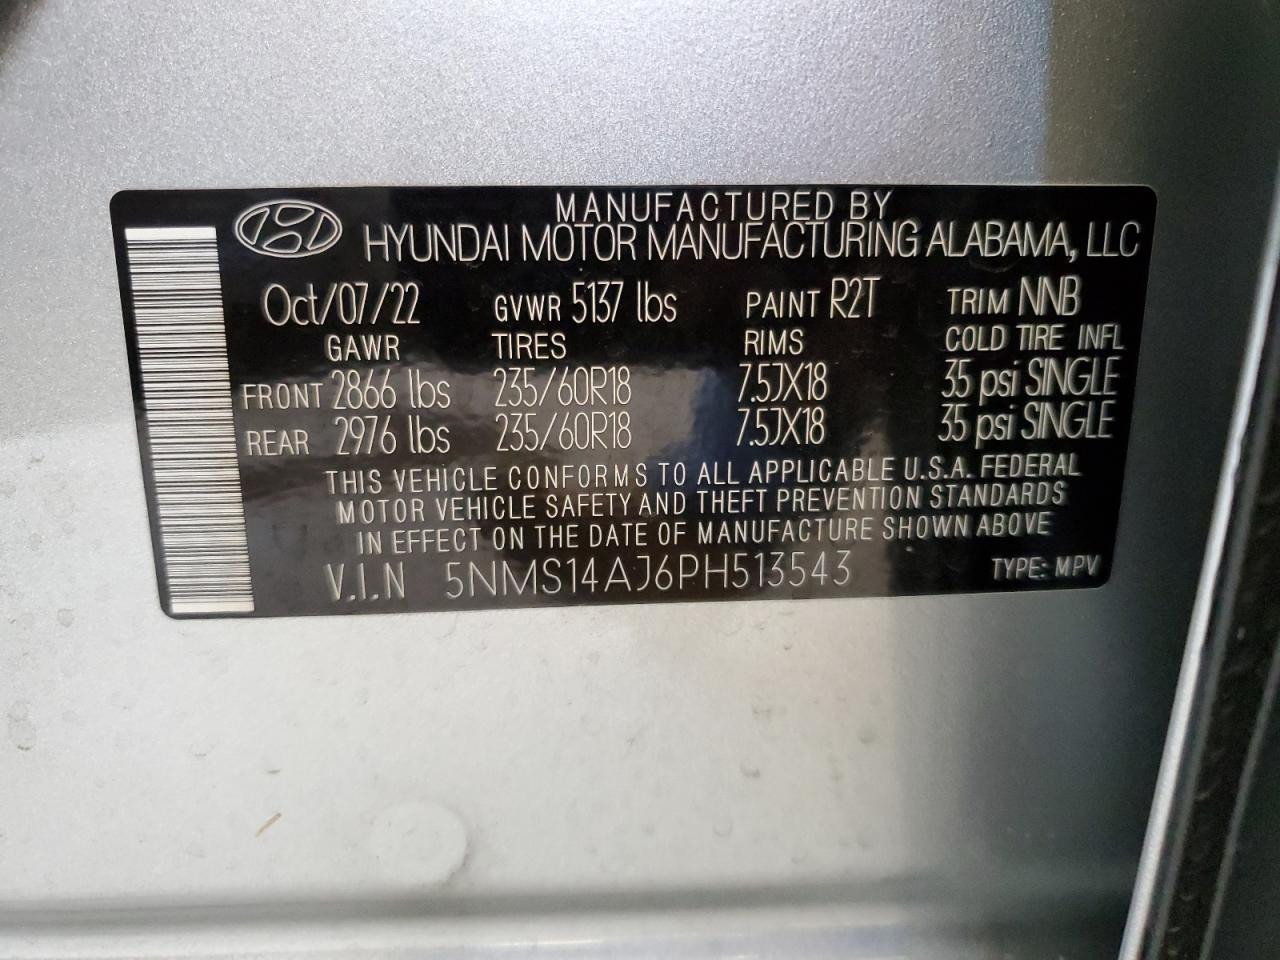 MANUFACTURED BY
HYUNDAI MOTOR MANUFACTURING ALABAMA, LLC
Oct/07/22 GVWR 5137 lbs PAINT R2T TRIM NNB
GAWR TIRES RIMS COLD TIRE INFL
FRONT 2866 lbs 235/60R18 7.5JX18 35 psi SINGLE
REAR 2976 lbs 235/60R18 7.5JX18 35 psi SINGLE
THIS VEHICLE CONFORMS TO ALL APPLICABLE U.S.A. FEDERAL
MOTOR VEHICLE SAFETY AND THEFT PREVENTION STANDARDS
IN EFFECT ON THE DATE OF MANUFACTURE SHOWN ABOVE
V.I.N 5NMS14AJ6PH513543 TYPE: MPV